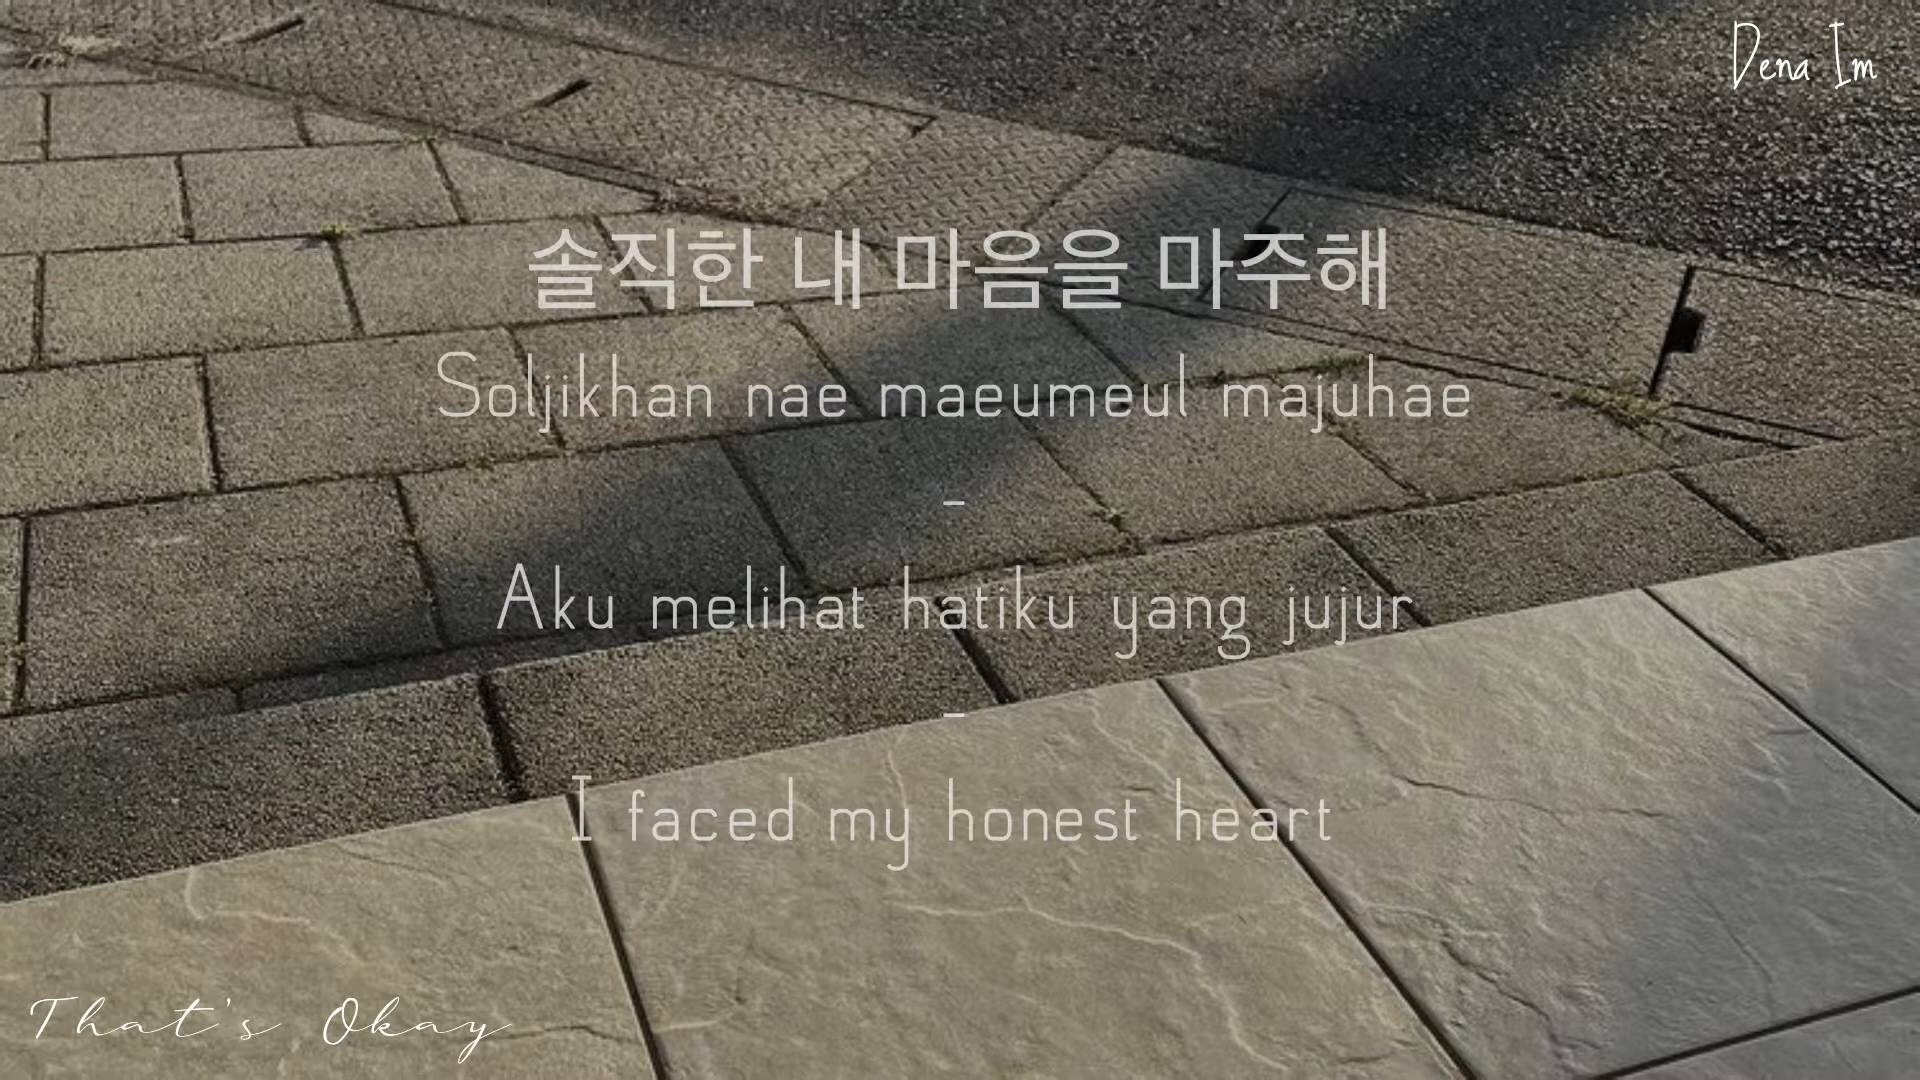 Dena Im
솔직한 내 마음을 마주해
Soljikhan nae maeumeul majuhae
-
Aku melihat hatiku yang jujur
-
I faced my honest heart
That's Okay